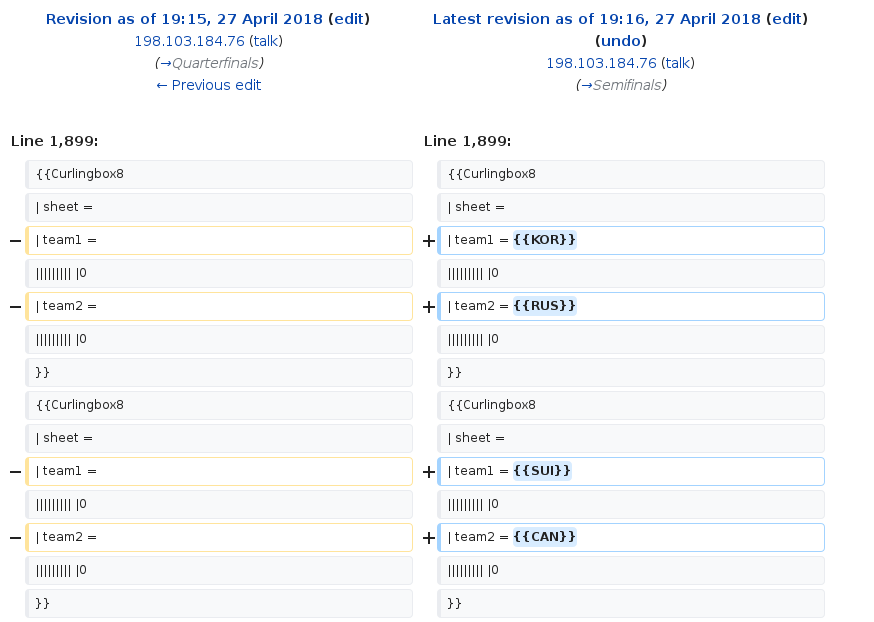 Revision as of 19:15, 27 April 2018 (edit)
198.103.184.76 (talk)
(→Quarterfinals)
← Previous edit
Latest revision as of 19:16, 27 April 2018 (edit)
(undo)
198.103.184.76 (talk)
(→Semifinals)
Line 1,899:
Line 1,899:
{{Curlingbox8
{{Curlingbox8
| sheet =
| sheet =
− | team1 =
+ | team1 = {{KOR}}
||||||||| |0
||||||||| |0
− | team2 =
+ | team2 = {{RUS}}
||||||||| |0
||||||||| |0
}}
}}
{{Curlingbox8
{{Curlingbox8
| sheet =
| sheet =
− | team1 =
+ | team1 = {{SUI}}
||||||||| |0
||||||||| |0
− | team2 =
+ | team2 = {{CAN}}
||||||||| |0
||||||||| |0
}}
}}